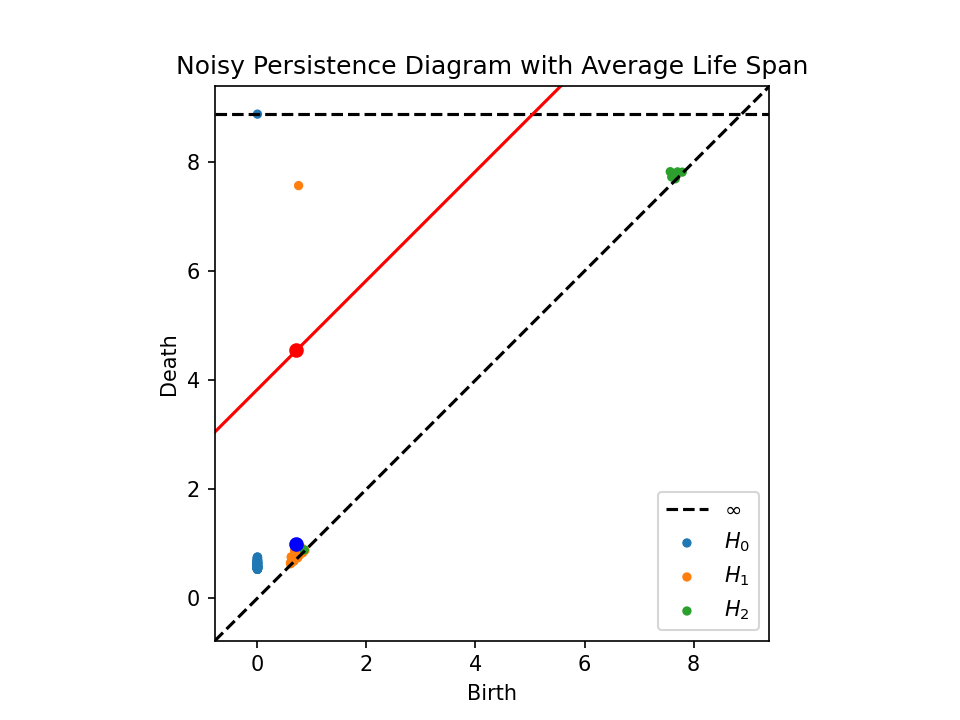 Noisy Persistence Diagram with Average Life Span
Death
8
6
4
2
0
∞
H₀
H₁
H₂
0 2 4 6 8
Birth